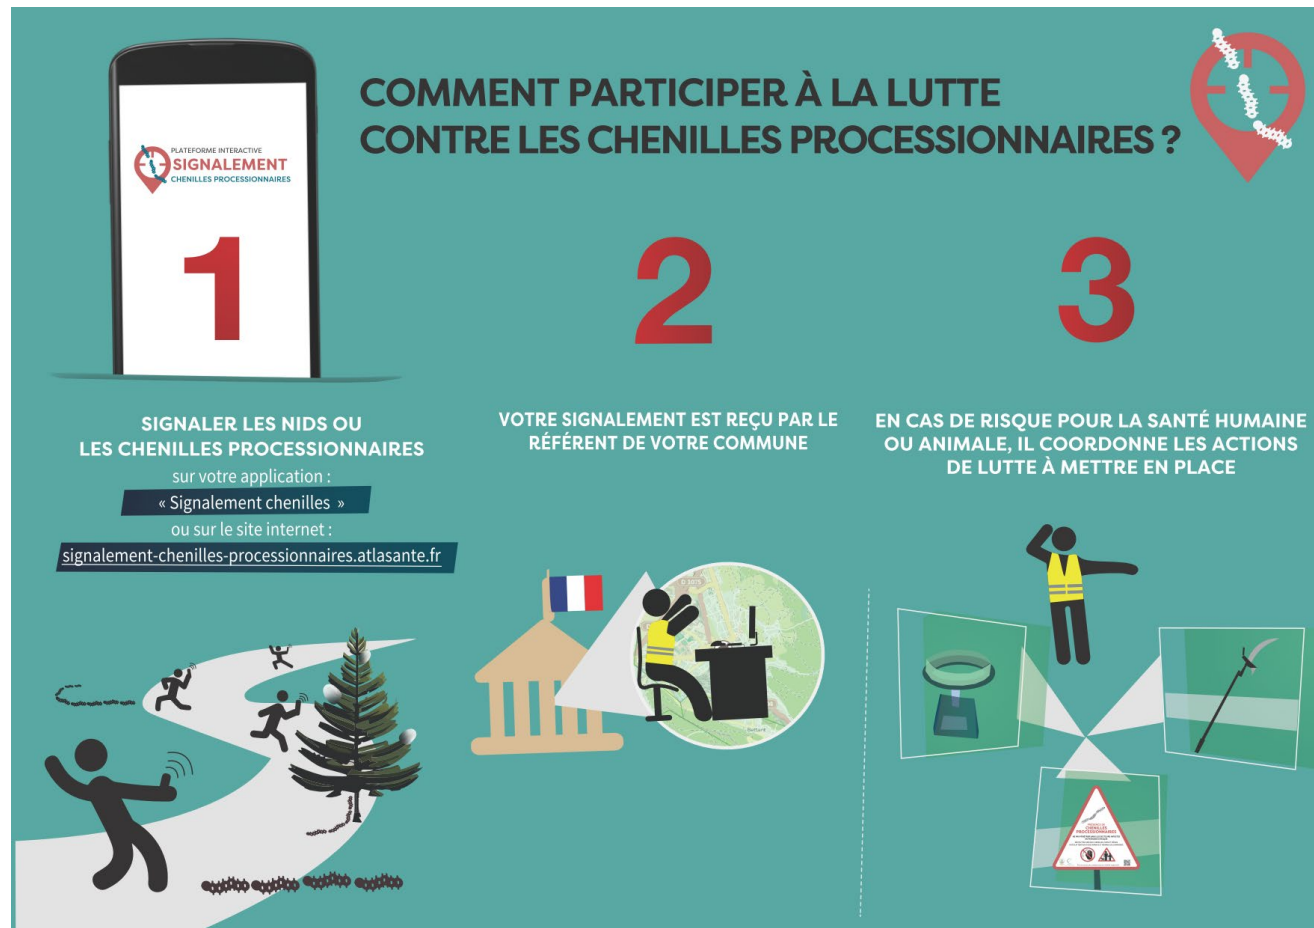 COMMENT PARTICIPER À LA LUTTE
CONTRE LES CHENILLES PROCESSIONNAIRES ?
PLATEFORME INTERACTIVE
SIGNALEMENT
CHENILLES PROCESSIONNAIRES
1
SIGNALER LES NIDS OU
LES CHENILLES PROCESSIONNAIRES
sur votre application :
« Signalement chenilles »
ou sur le site internet :
signalement-chenilles-processionnaires.atlasante.fr
2
VOTRE SIGNALEMENT EST REÇU PAR LE
RÉFÉRENT DE VOTRE COMMUNE
3
EN CAS DE RISQUE POUR LA SANTÉ HUMAINE
OU ANIMALE, IL COORDONNE LES ACTIONS
DE LUTTE À METTRE EN PLACE
D 1075
CHENILLES
PROCESSIONNAIRES